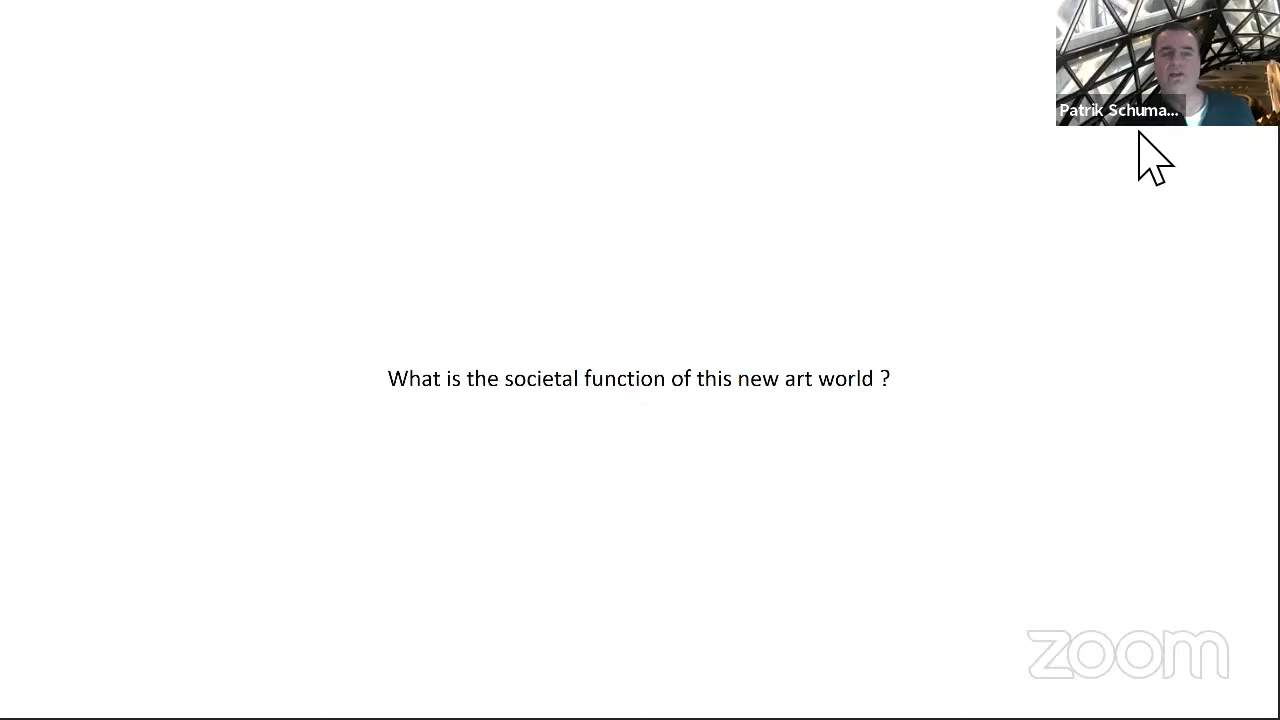 Patrik Schuma...
What is the societal function of this new art world ?
zoom